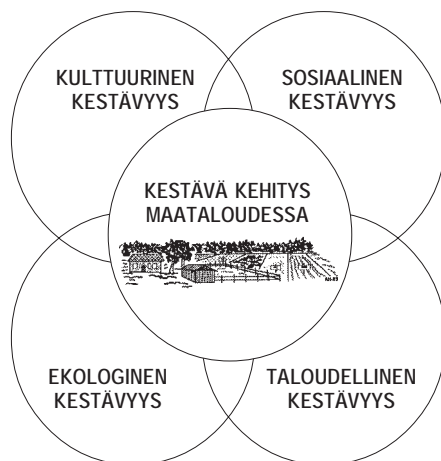 KULTTUURINEN
KESTÄVYYS
SOSIAALINEN
KESTÄVYYS
KESTÄVÄ KEHITYS
MAATALOUDESSA
EKOLOGINEN
KESTÄVYYS
TALOUDELLINEN
KESTÄVYYS